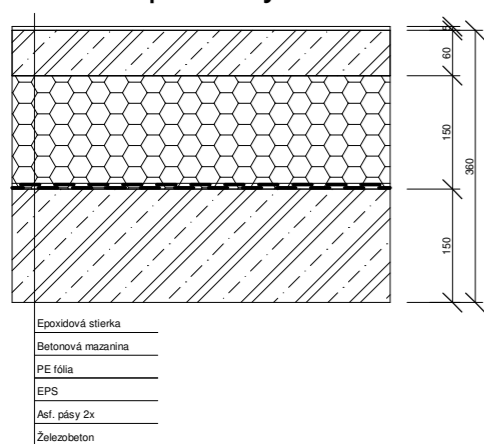 60
150
360
150
Epoxidová stierka
Betonová mazanina
PE fólia
EPS
Asf. pásy 2x
Železobeton